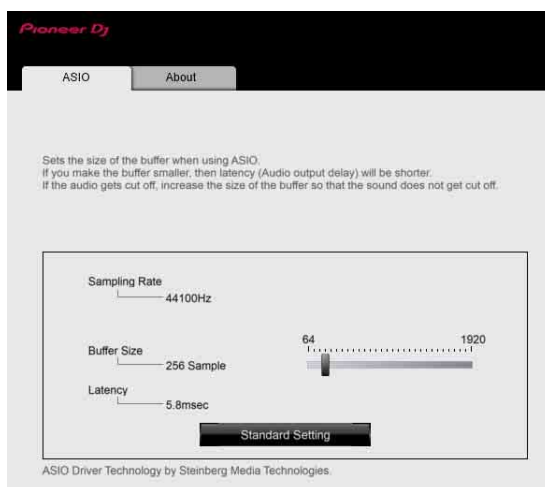 Pioneer Dj
ASIO
About
Sets the size of the buffer when using ASIO.
If you make the buffer smaller, then latency (Audio output delay) will be shorter.
If the audio gets cut off, increase the size of the buffer so that the sound does not get cut off.
Sampling Rate
44100Hz
64 1920
Buffer Size
256 Sample
Latency
5.8msec
Standard Setting
ASIO Driver Technology by Steinberg Media Technologies.